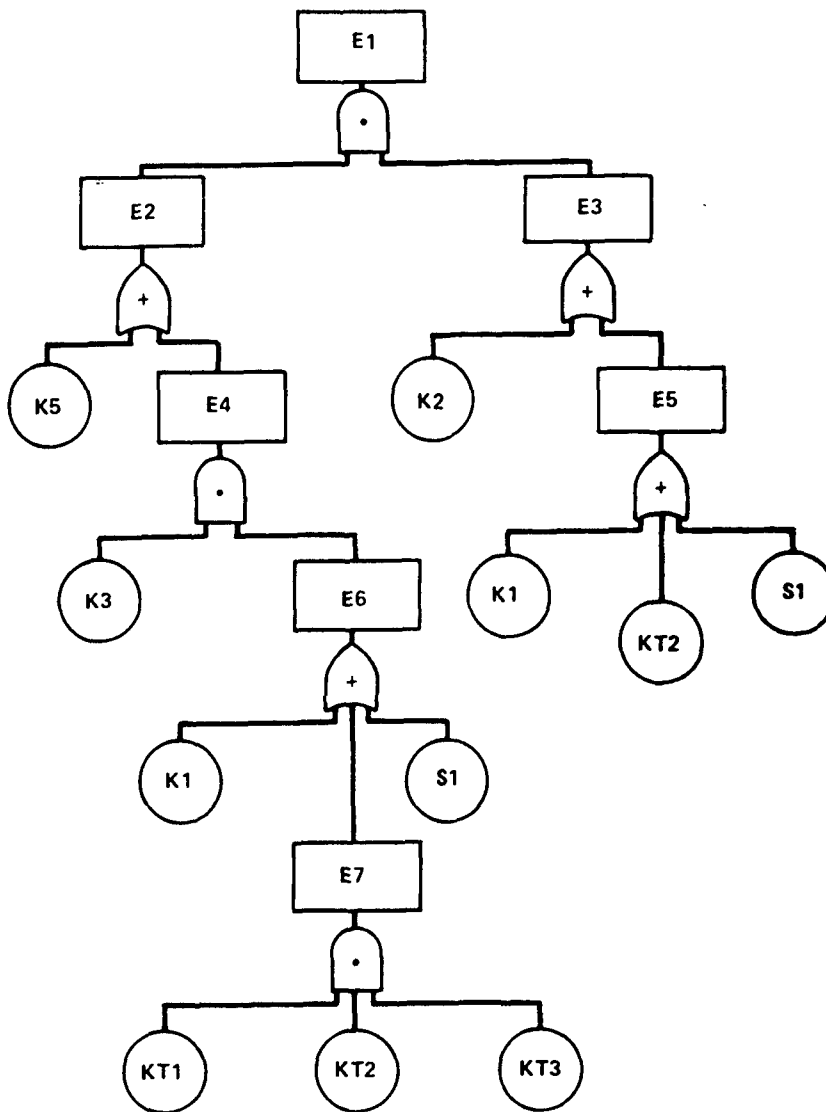 E1
•
E2
E3
+
+
K5
E4
K2
E5
•
+
K3
E6
K1
KT2
S1
+
K1
S1
E7
•
KT1
KT2
KT3